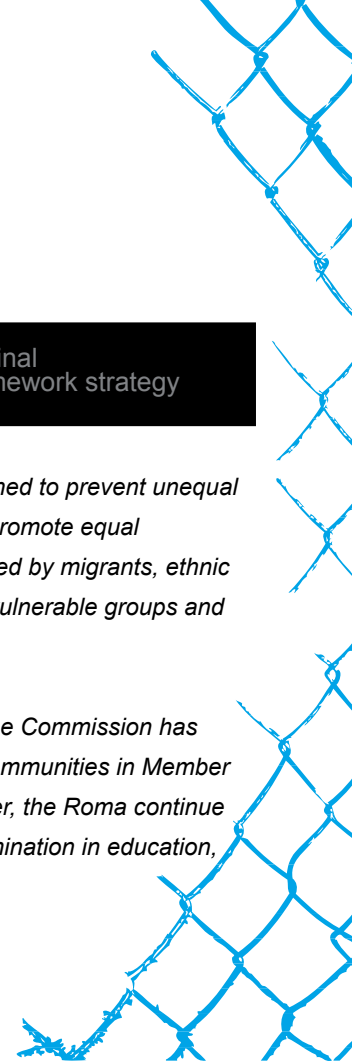 inal
nework strategy
ned to prevent unequal
romote equal
ed by migrants, ethnic
ulnerable groups and
e Commission has
ommunities in Member
er, the Roma continue
nination in education,